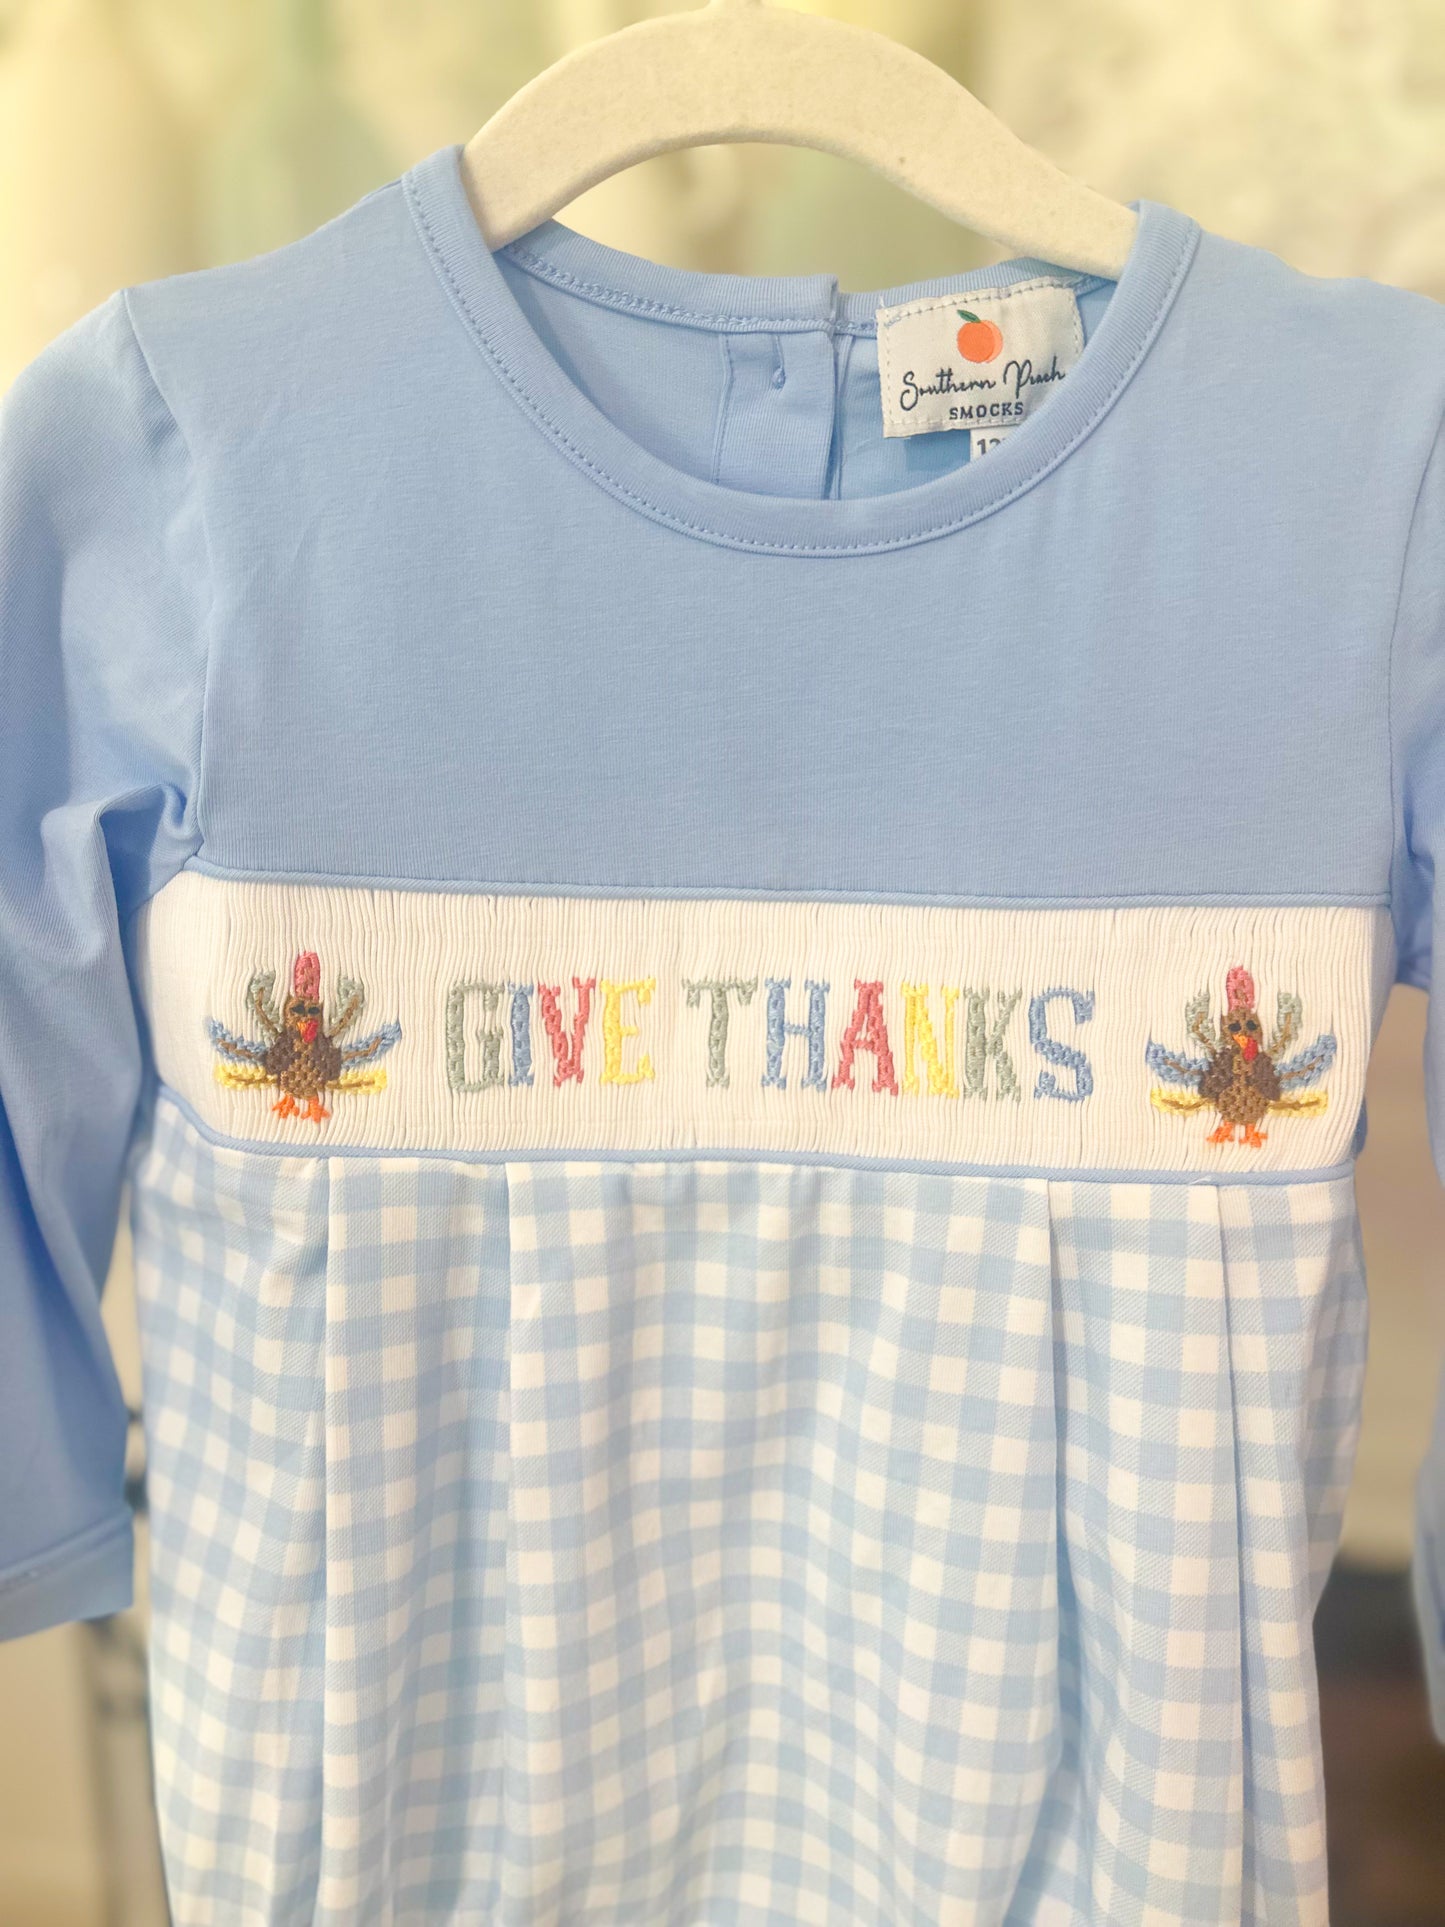 Southern Peach
SMOCKS
GIVE THANKS